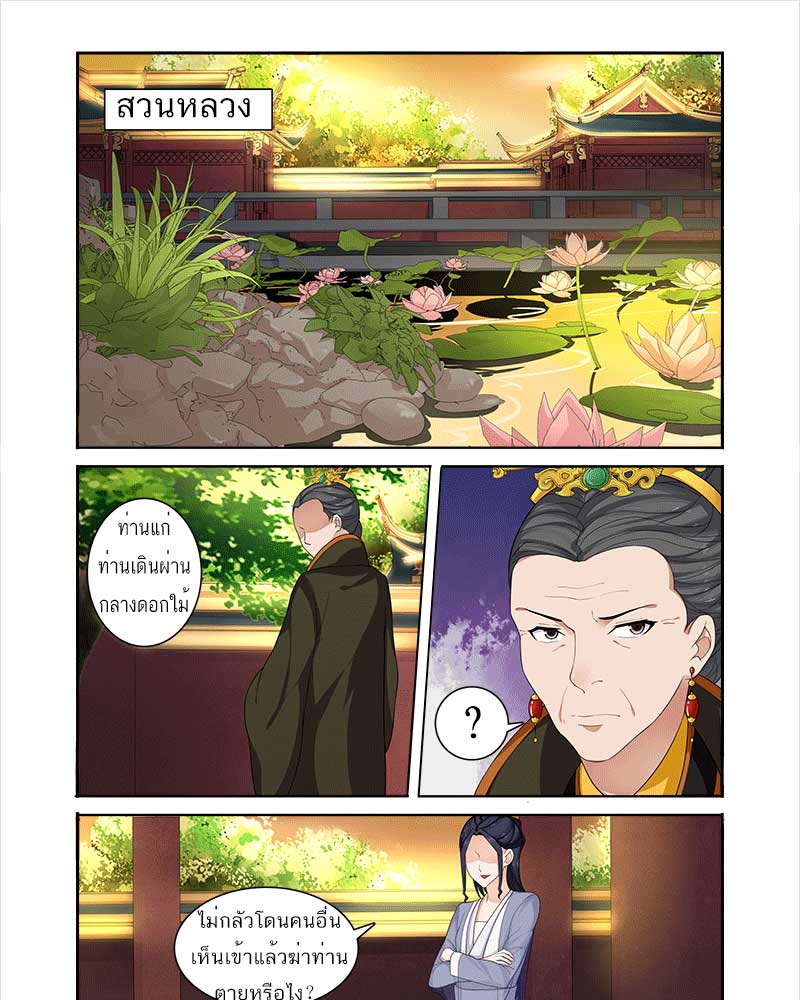 สวนหลวง
ท่านแก่
ท่านเดินผ่าน
กลางดอกใม้
?
ไม่กลัวโดนคนอื่น
เห็นเข้าแล้วฆ่าท่าน
ตายหรือไง?